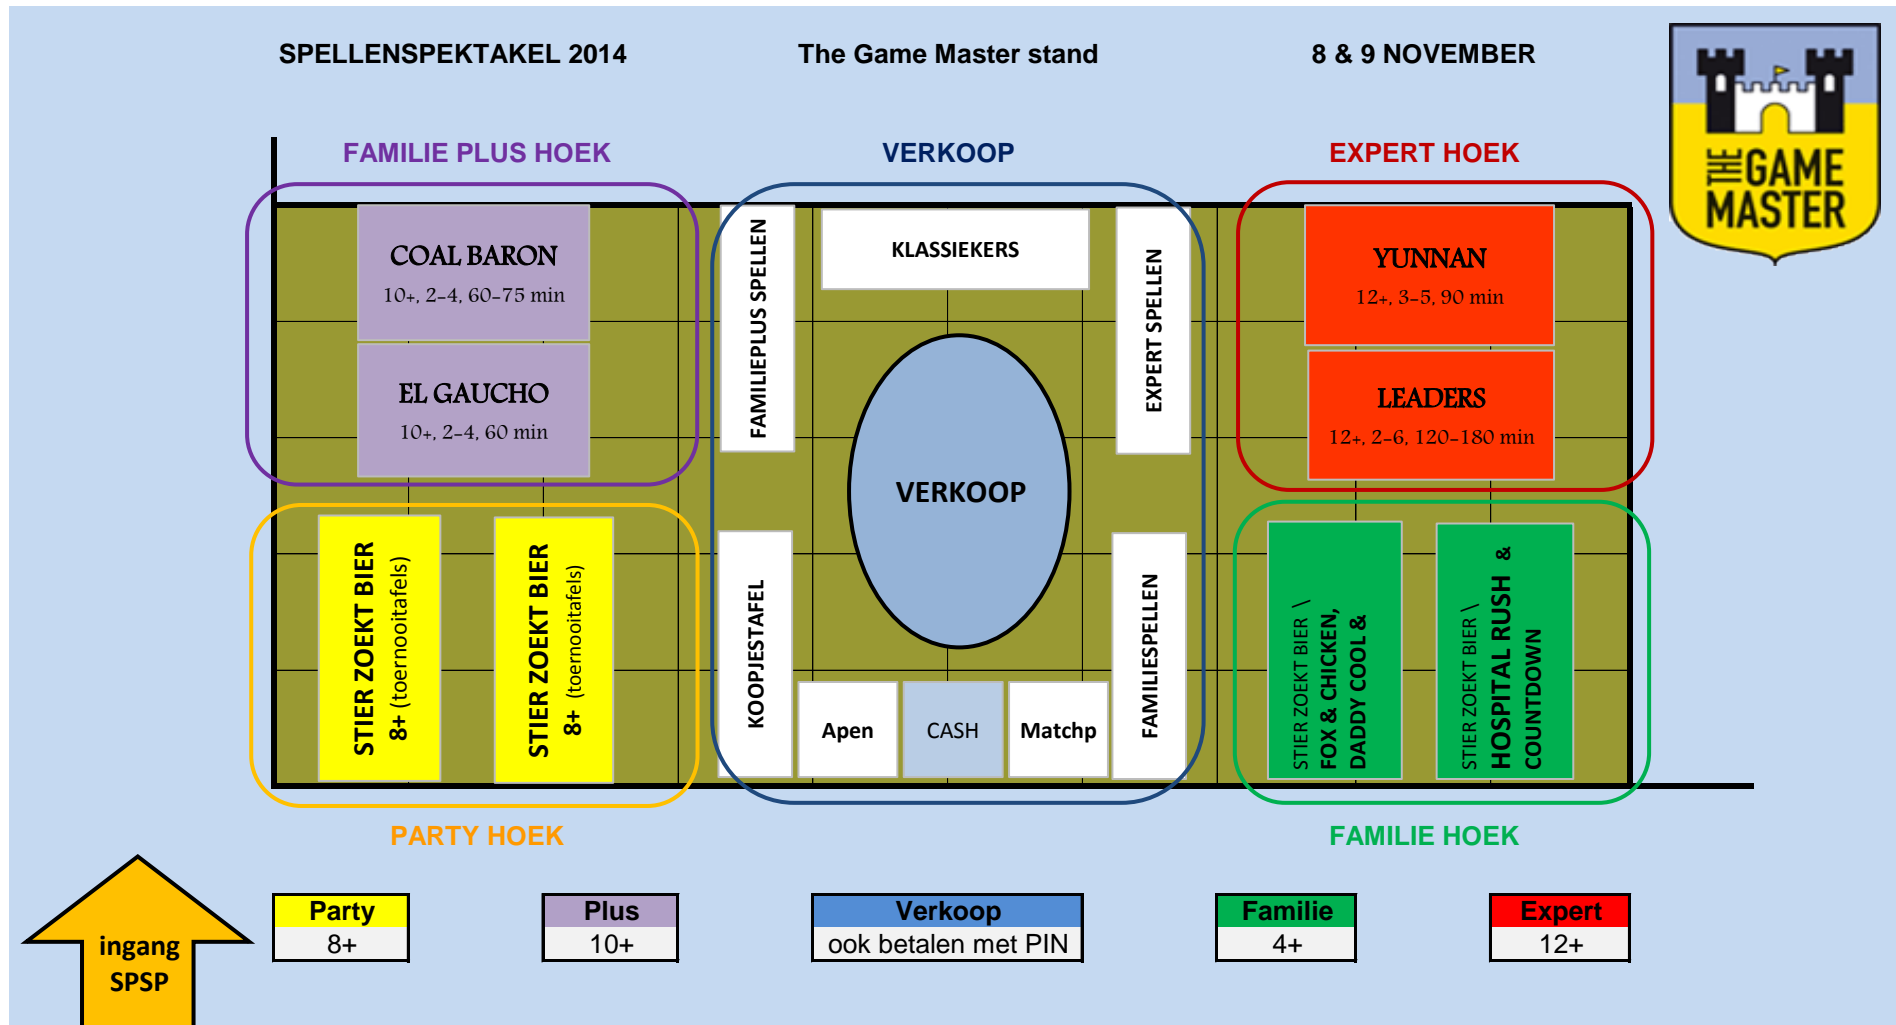 SPELLENSPEKTAKEL 2014
The Game Master stand
8 & 9 NOVEMBER
THE GAME
MASTER
FAMILIE PLUS HOEK
VERKOOP
EXPERT HOEK
COAL BARON
10+, 2-4, 60-75 min
EL GAUCHO
10+, 2-4, 60 min
FAMILIEPLUS SPELLEN
KLASSIEKERS
EXPERT SPELLEN
YUNNAN
12+, 3-5, 90 min
LEADERS
12+, 2-6, 120-180 min
VERKOOP
STIER ZOEKT BIER
8+ (toernooitafels)
STIER ZOEKT BIER
8+ (toernooitafels)
KOOPJESTAFEL
Apen
CASH
Matchp
FAMILIESPELLEN
STIER ZOEKT BIER \
FOX & CHICKEN,
DADDY COOL &
STIER ZOEKT BIER \
HOSPITAL RUSH &
COUNTDOWN
PARTY HOEK
FAMILIE HOEK
ingang
SPSP
Party
8+
Plus
10+
Verkoop
ook betalen met PIN
Familie
4+
Expert
12+